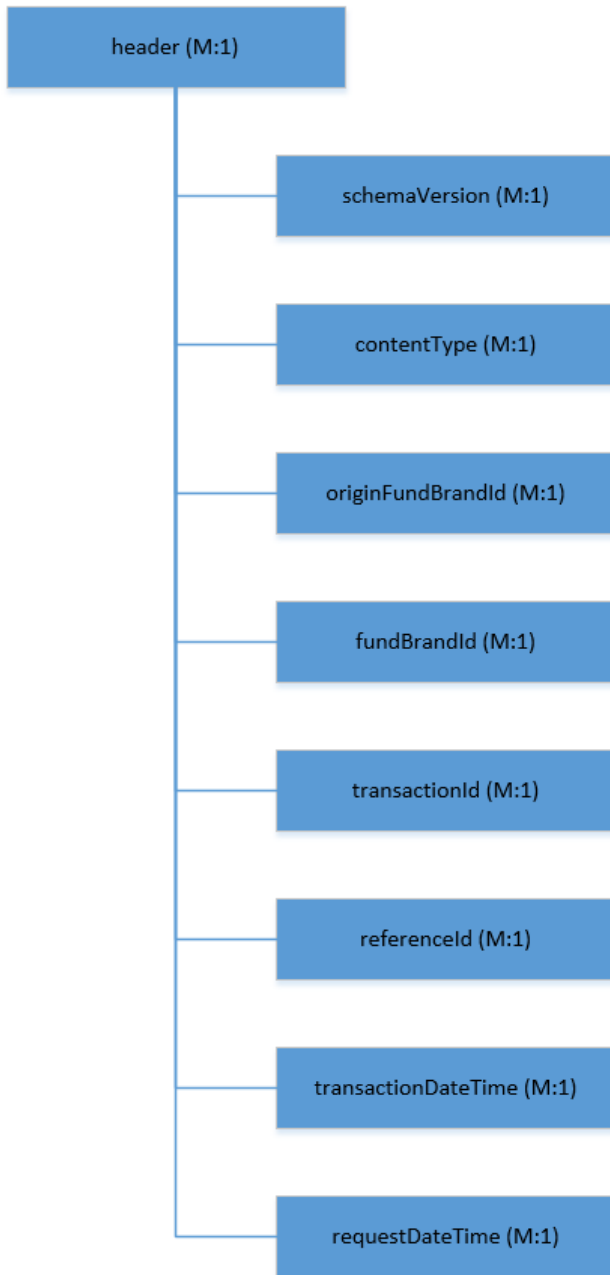 header (M:1)
schemaVersion (M:1)
contentType (M:1)
originFundBrandId (M:1)
fundBrandId (M:1)
transactionId (M:1)
referenceId (M:1)
transactionDateTime (M:1)
requestDateTime (M:1)